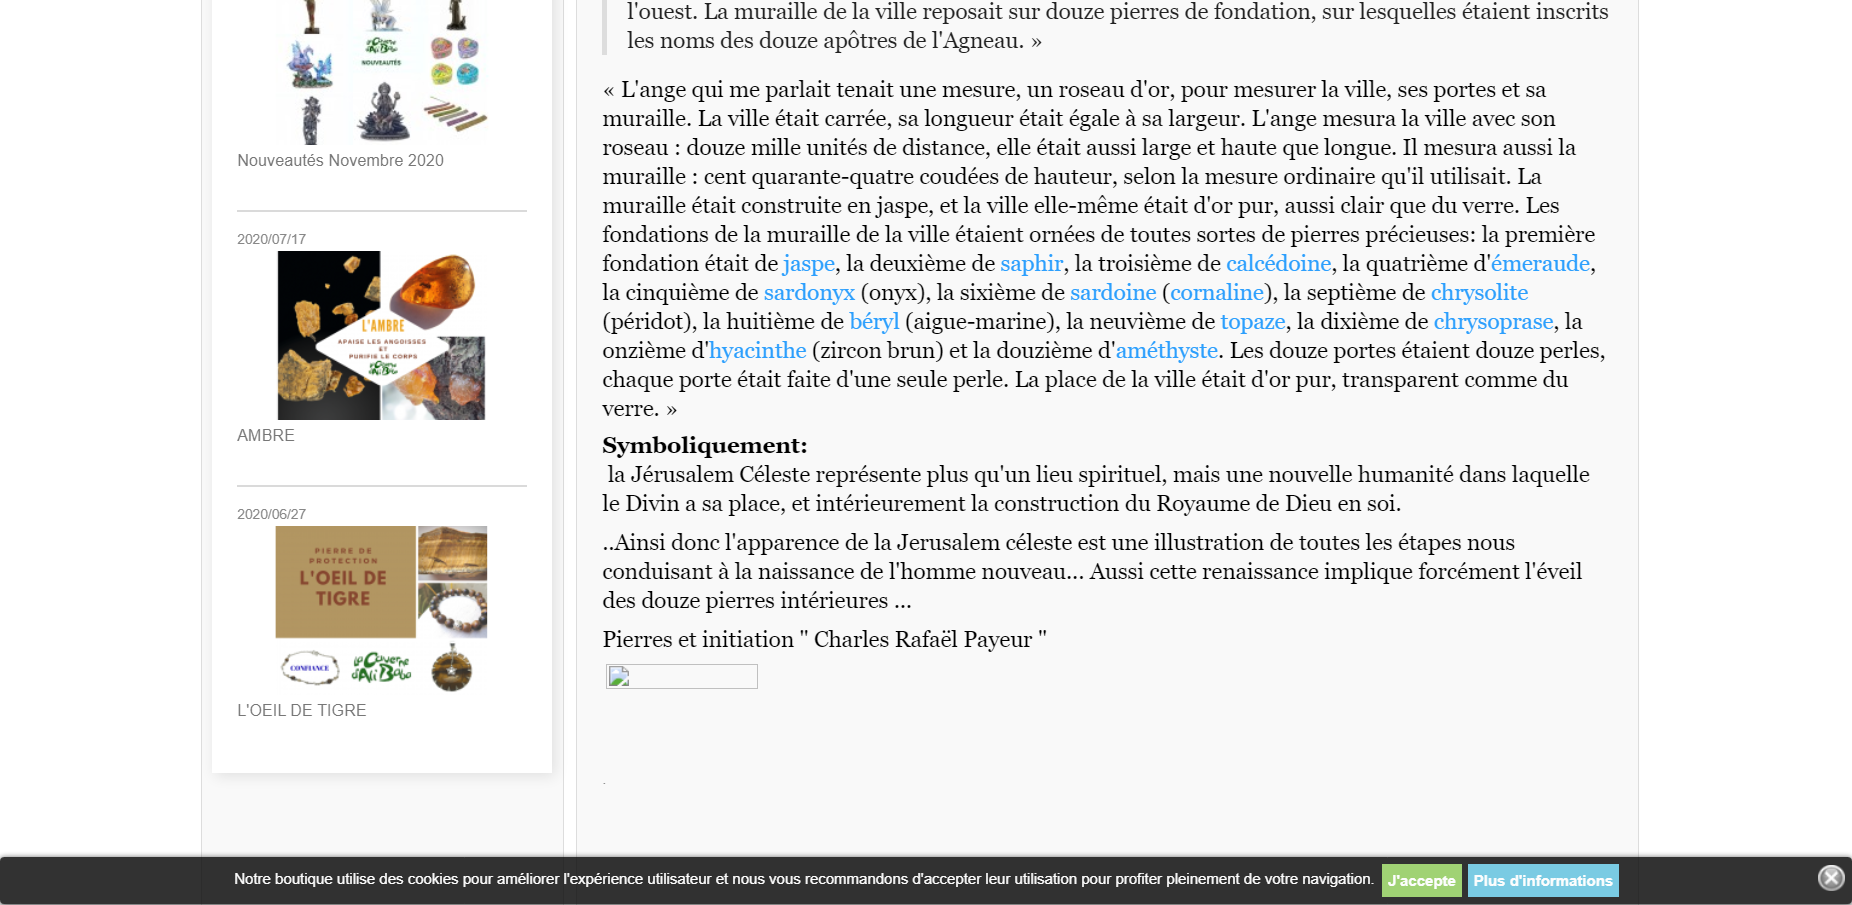 NOUVEAUTÉS
Nouveautés Novembre 2020
2020/07/17
L'AMBRE
APAISE LES ANGOISSES
ET
PURIFIE LE CORPS
AMBRE
2020/06/27
PIERRE DE
PROTECTION
L'OEIL DE
TIGRE
CONFIANCE
La Caverne
d'Ali Baba
L'OEIL DE TIGRE
l'ouest. La muraille de la ville reposait sur douze pierres de fondation, sur lesquelles étaient inscrits
les noms des douze apôtres de l'Agneau. »
« L'ange qui me parlait tenait une mesure, un roseau d'or, pour mesurer la ville, ses portes et sa
muraille. La ville était carrée, sa longueur était égale à sa largeur. L'ange mesura la ville avec son
roseau : douze mille unités de distance, elle était aussi large et haute que longue. Il mesura aussi la
muraille : cent quarante-quatre coudées de hauteur, selon la mesure ordinaire qu'il utilisait. La
muraille était construite en jaspe, et la ville elle-même était d'or pur, aussi clair que du verre. Les
fondations de la muraille de la ville étaient ornées de toutes sortes de pierres précieuses: la première
fondation était de jaspe, la deuxième de saphir, la troisième de calcédoine, la quatrième d'émeraude,
la cinquième de sardonyx (onyx), la sixième de sardoine (cornaline), la septième de chrysolite
(péridot), la huitième de béryl (aigue-marine), la neuvième de topaze, la dixième de chrysoprase, la
onzième d'hyacinthe (zircon brun) et la douzième d'améthyste. Les douze portes étaient douze perles,
chaque porte était faite d'une seule perle. La place de la ville était d'or pur, transparent comme du
verre. »
Symboliquement:
la Jérusalem Céleste représente plus qu'un lieu spirituel, mais une nouvelle humanité dans laquelle
le Divin a sa place, et intérieurement la construction du Royaume de Dieu en soi.
..Ainsi donc l'apparence de la Jerusalem céleste est une illustration de toutes les étapes nous
conduisant à la naissance de l'homme nouveau... Aussi cette renaissance implique forcément l'éveil
des douze pierres intérieures ...
Pierres et initiation " Charles Rafaël Payeur "
.
Notre boutique utilise des cookies pour améliorer l'expérience utilisateur et nous vous recommandons d'accepter leur utilisation pour profiter pleinement de votre navigation. J'accepte Plus d'informations